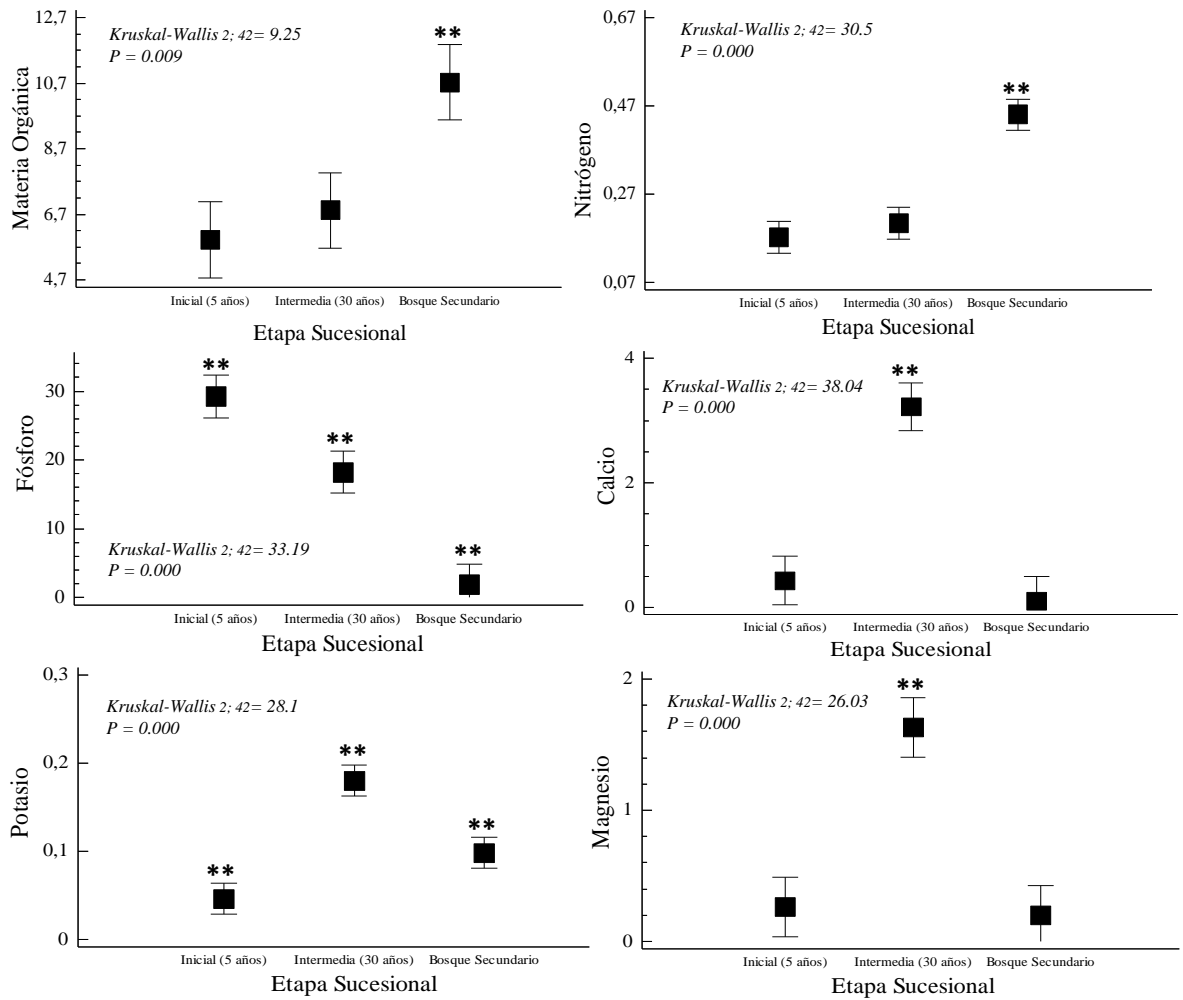 Materia Orgánica
12,7
10,7
8,7
6,7
4,7
Kruskal-Wallis 2; 42= 9.25
P = 0.009
**
Inicial (5 años)
Intermedia (30 años)
Bosque Secundario
Etapa Sucesional
Nitrógeno
0,67
0,47
0,27
0,07
Kruskal-Wallis 2; 42= 30.5
P = 0.000
**
Inicial (5 años)
Intermedia (30 años)
Bosque Secundario
Etapa Sucesional
Fósforo
30
20
10
0
**
**
**
Kruskal-Wallis 2; 42= 33.19
P = 0.000
Inicial (5 años)
Intermedia (30 años)
Bosque Secundario
Etapa Sucesional
Calcio
4
2
0
Kruskal-Wallis 2; 42= 38.04
P = 0.000
**
Inicial (5 años)
Intermedia (30 años)
Bosque Secundario
Etapa Sucesional
Potasio
0,3
0,2
0,1
0
Kruskal-Wallis 2; 42= 28.1
P = 0.000
**
**
**
Inicial (5 años)
Intermedia (30 años)
Bosque Secundario
Etapa Sucesional
Magnesio
2
1
0
Kruskal-Wallis 2; 42= 26.03
P = 0.000
**
Inicial (5 años)
Intermedia (30 años)
Bosque Secundario
Etapa Sucesional